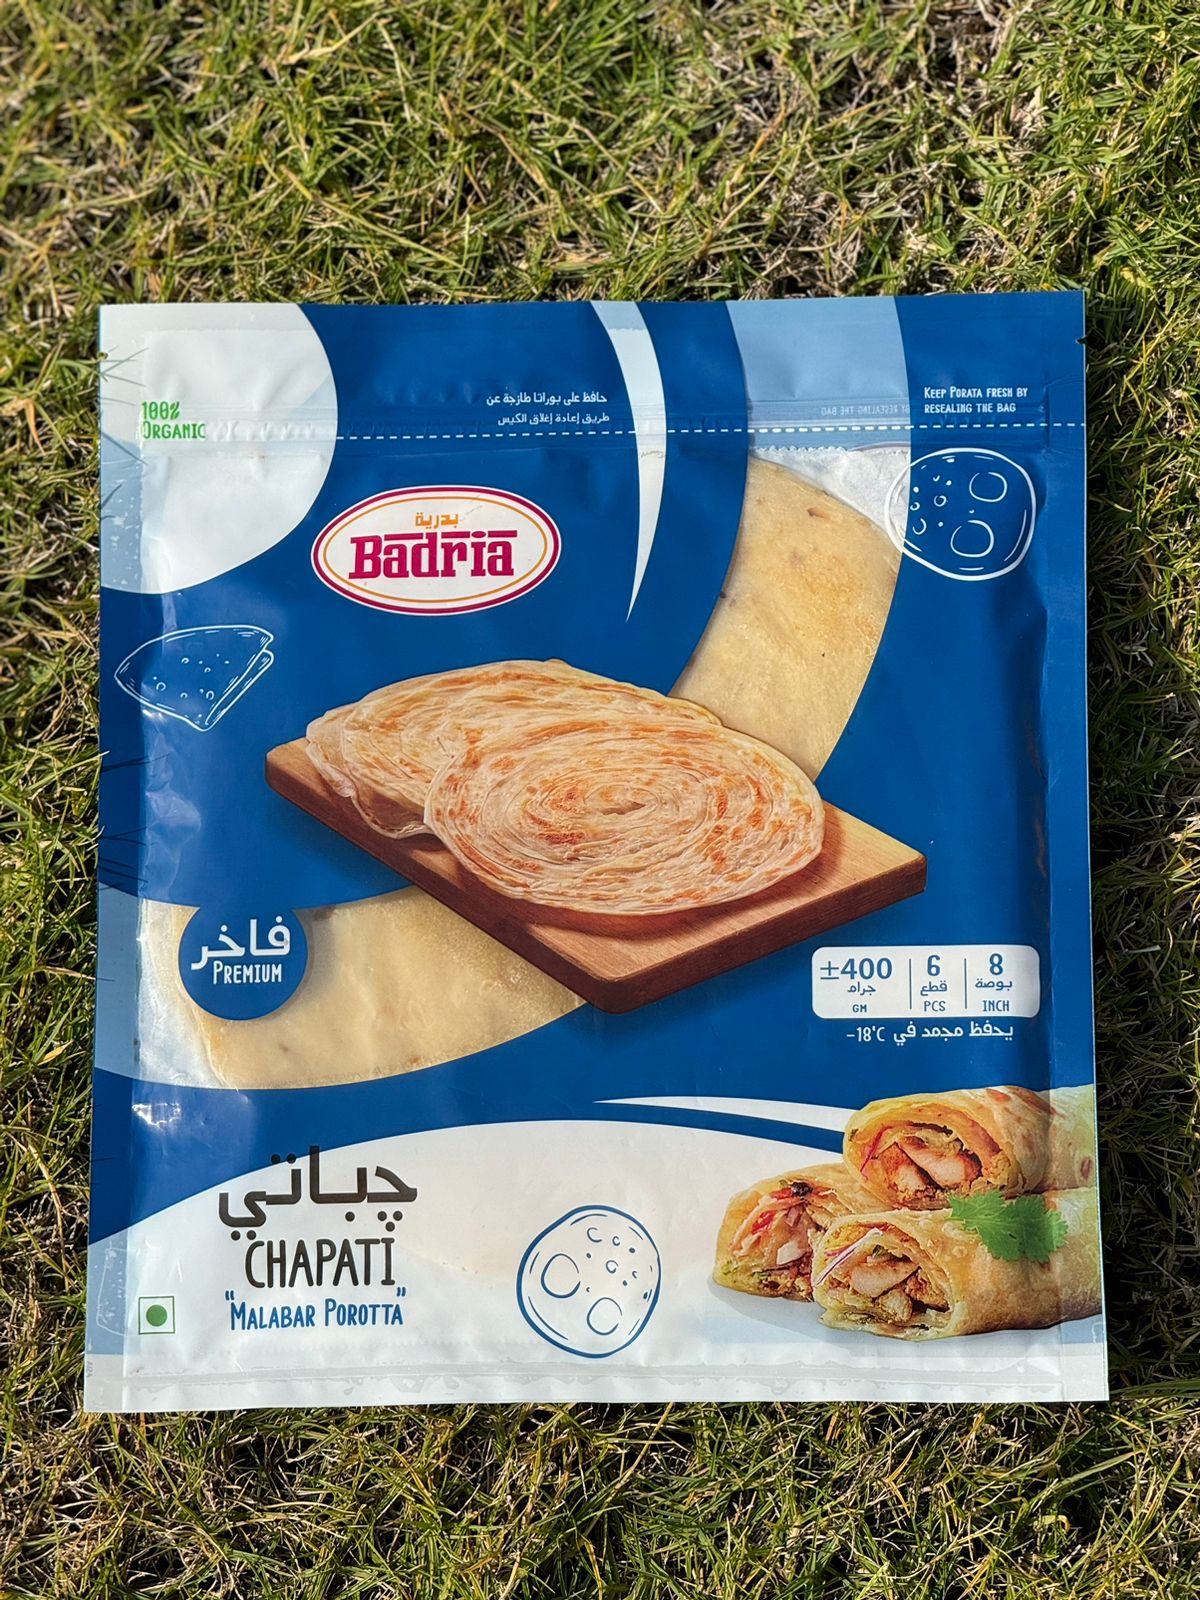 100%
ORGANIC
حافظ على بوراتا طازجة عن
طريق إعادة إغلاق الكيس
KEEP PORATA FRESH BY
RESEALING THE BAG
بدرية
Badria
فاخر
PREMIUM
±400 | 6 | 8
جرام | قطع | بوصة
GM | PCS | INCH
يحفظ مجمد في 18°C-
چباتي
CHAPATI
"MALABAR POROTTA"